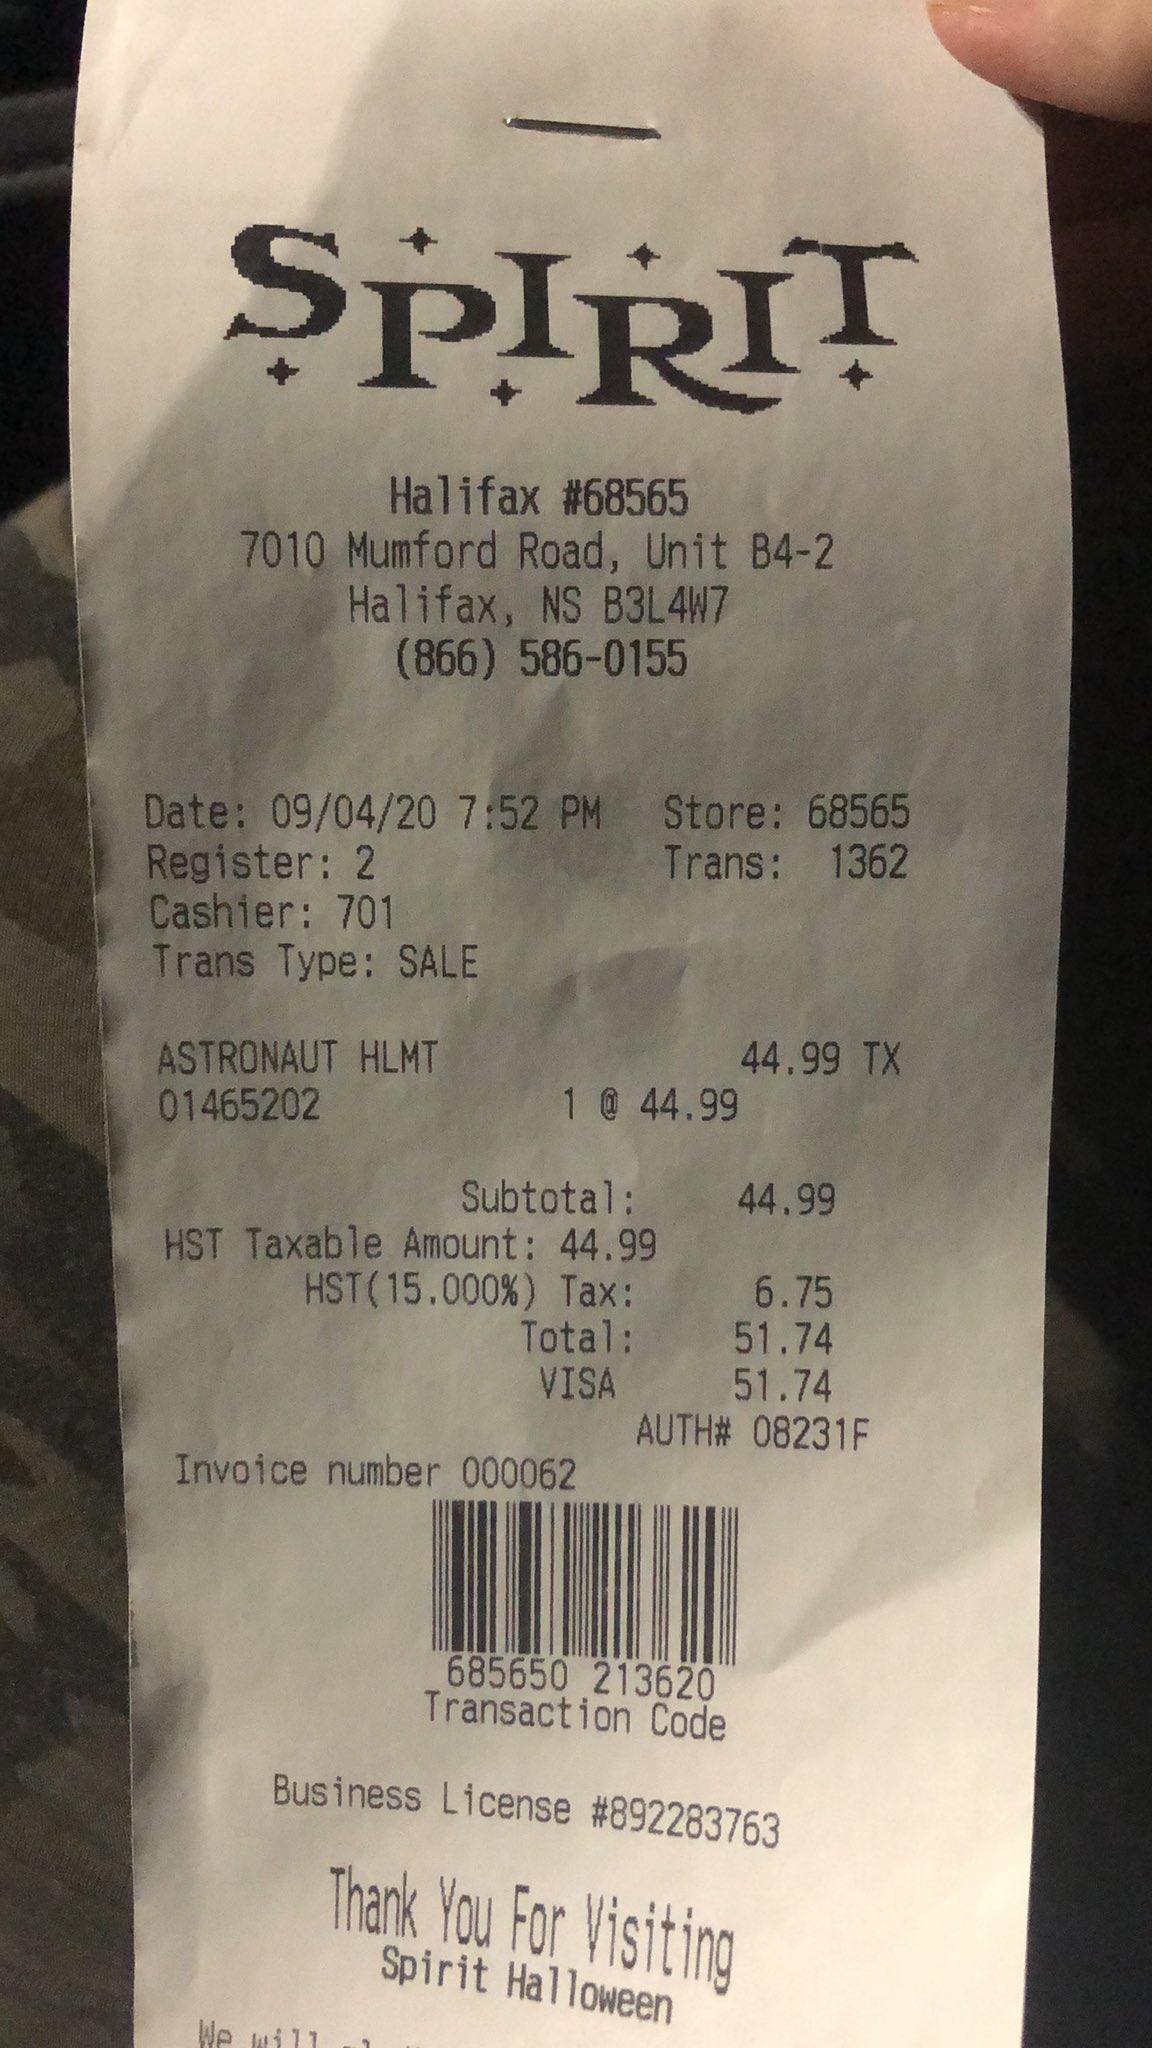 SPIRIT
Halifax #68565
7010 Mumford Road, Unit B4-2
Halifax, NS B3L4W7
(866) 586-0155
Date: 09/04/20 7:52 PM Store: 68565
Register: 2 Trans: 1362
Cashier: 701
Trans Type: SALE
ASTRONAUT HLMT 44.99 TX
01465202 1 @ 44.99
Subtotal: 44.99
HST Taxable Amount: 44.99
HST(15.000%) Tax: 6.75
Total: 51.74
VISA 51.74
AUTH# 08231F
Invoice number 000062
685650 213620
Transaction Code
Business License #892283763
Thank You For Visiting
Spirit Halloween
We will